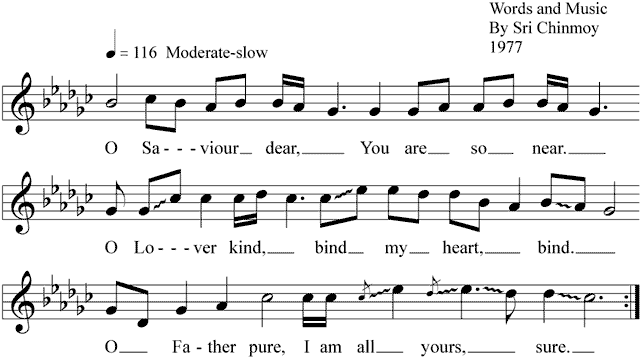 Words and Music
By Sri Chinmoy
1977
= 116 Moderate-slow
O Sa - - - viour dear, You are so near.
O Lo - - - ver kind, bind my heart, bind.
O Fa - ther pure, I am all yours, sure.